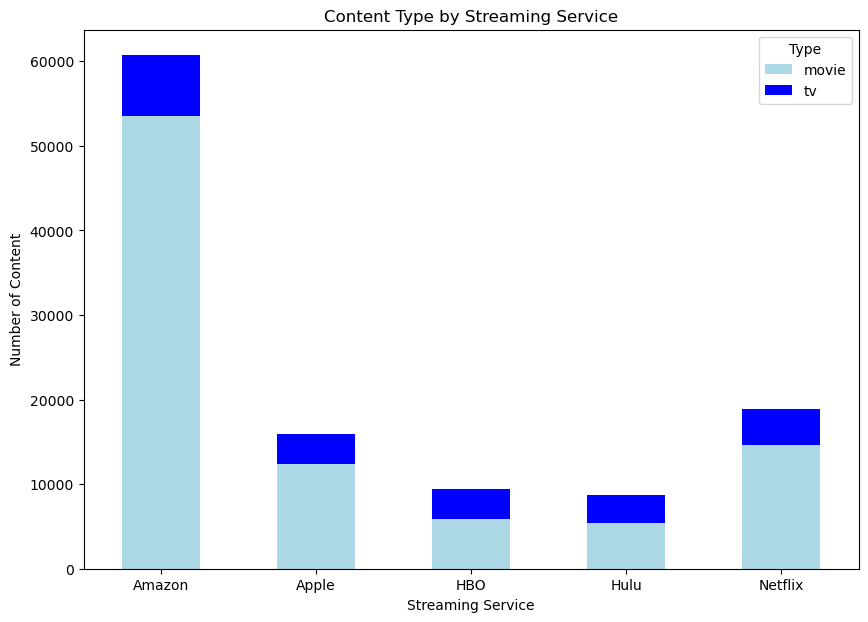 Content Type by Streaming Service
Type
movie
tv
Number of Content
60000
50000
40000
30000
20000
10000
0
Amazon Apple HBO Hulu Netflix
Streaming Service